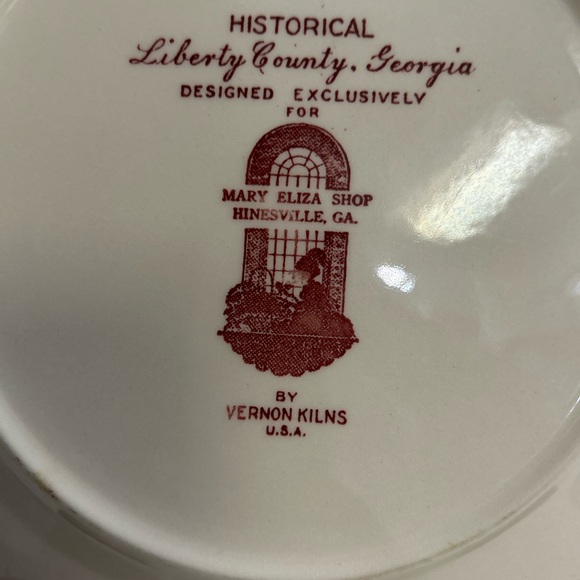 HISTORICAL
Liberty County, Georgia
DESIGNED EXCLUSIVELY
FOR
MARY ELIZA SHOP
HINESVILLE, GA.
BY
VERNON KILNS
U.S.A.